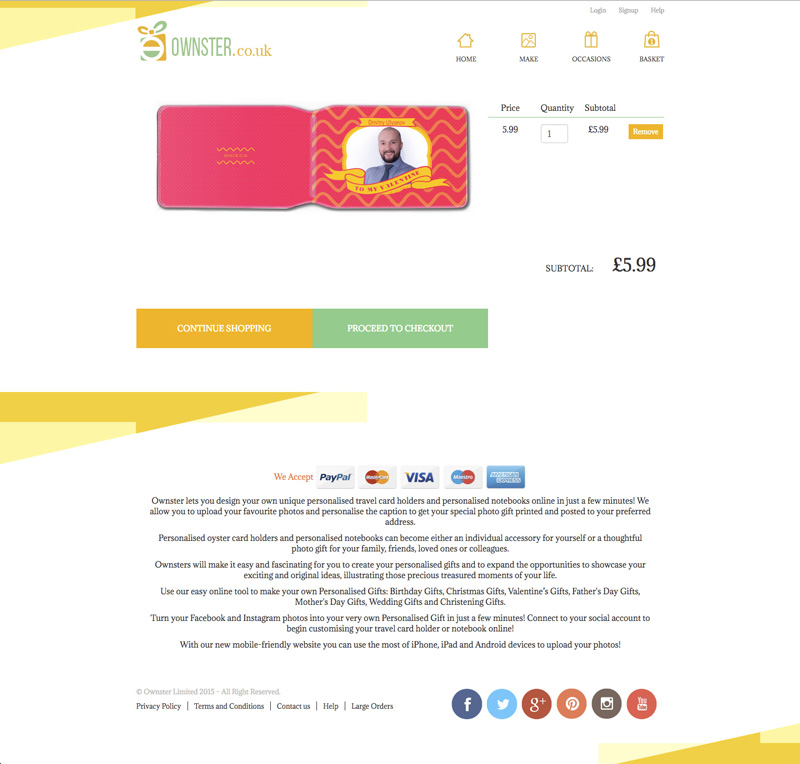 Login Signup Help
OWNSTER.co.uk
HOME MAKE OCCASIONS BASKET
1
Price Quantity Subtotal
5.99 1 £5.99 Remove
TO MY VALENTINE
SUBTOTAL: £5.99
CONTINUE SHOPPING PROCEED TO CHECKOUT
We Accept PayPal MasterCard VISA Maestro AMERICAN EXPRESS
Ownster lets you design your own unique personalised travel card holders and personalised notebooks online in just a few minutes! We
allow you to upload your favourite photos and personalise the caption to get your special photo gift printed and posted to your preferred
address.
Personalised oyster card holders and personalised notebooks can become either an individual accessory for yourself or a thoughtful
photo gift for your family, friends, loved ones or colleagues.
Ownsters will make it easy and fascinating for you to create your personalised gifts and to expand the opportunities to showcase your
exciting and original ideas, illustrating those precious treasured moments of your life.
Use our easy online tool to make your own Personalised Gifts: Birthday Gifts, Christmas Gifts, Valentine's Gifts, Father's Day Gifts,
Mother's Day Gifts, Wedding Gifts and Christening Gifts.
Turn your Facebook and Instagram photos into your very own Personalised Gift in just a few minutes! Connect to your social account to
begin customising your travel card holder or notebook online!
With our new mobile-friendly website you can use the most of iPhone, iPad and Android devices to upload your photos!
© Ownster Limited 2015 - All Right Reserved.
Privacy Policy | Terms and Conditions | Contact us | Help | Large Orders
f g+ You Tube